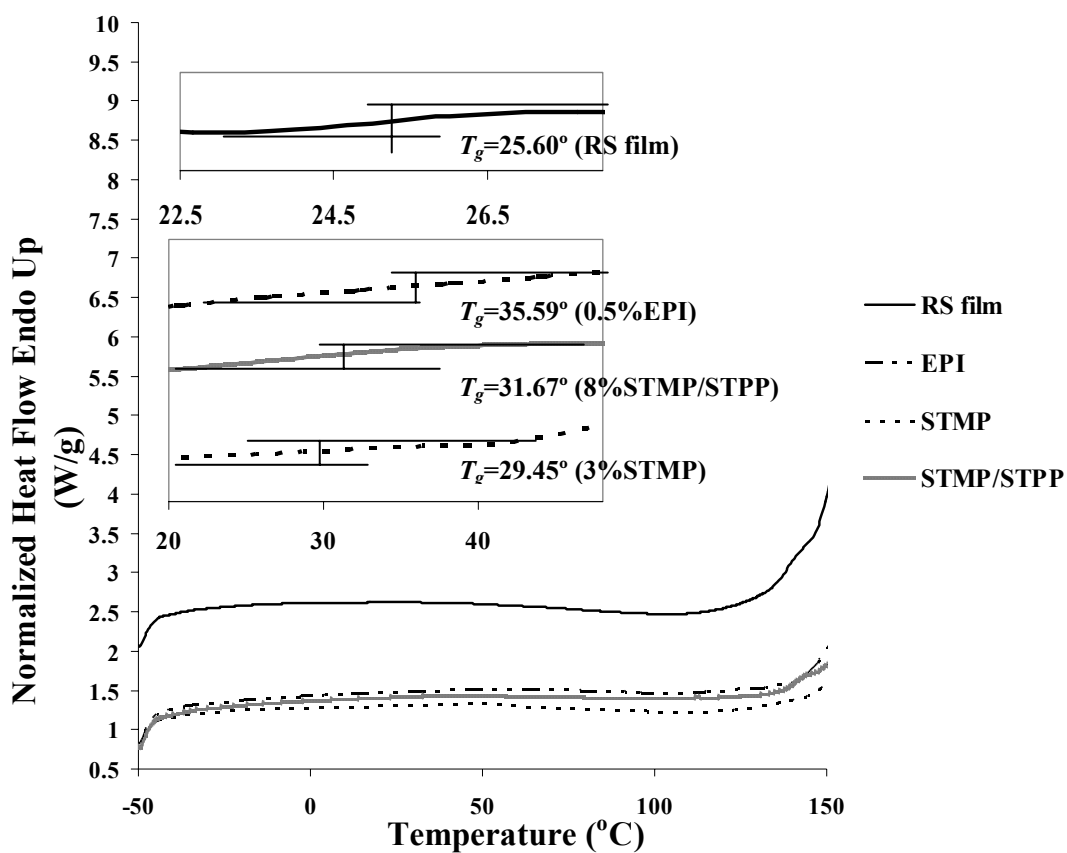 Normalized Heat Flow Endo Up
(W/g)
10
9.5
9
8.5
8
7.5
7
6.5
6
5.5
5
4.5
4
3.5
3
2.5
2
1.5
1
0.5
Tg=25.60º (RS film)
22.5 24.5 26.5
Tg=35.59º (0.5%EPI)
Tg=31.67º (8%STMP/STPP)
Tg=29.45º (3%STMP)
20 30 40
RS film
EPI
STMP
STMP/STPP
-50 0 50 100 150
Temperature (ºC)